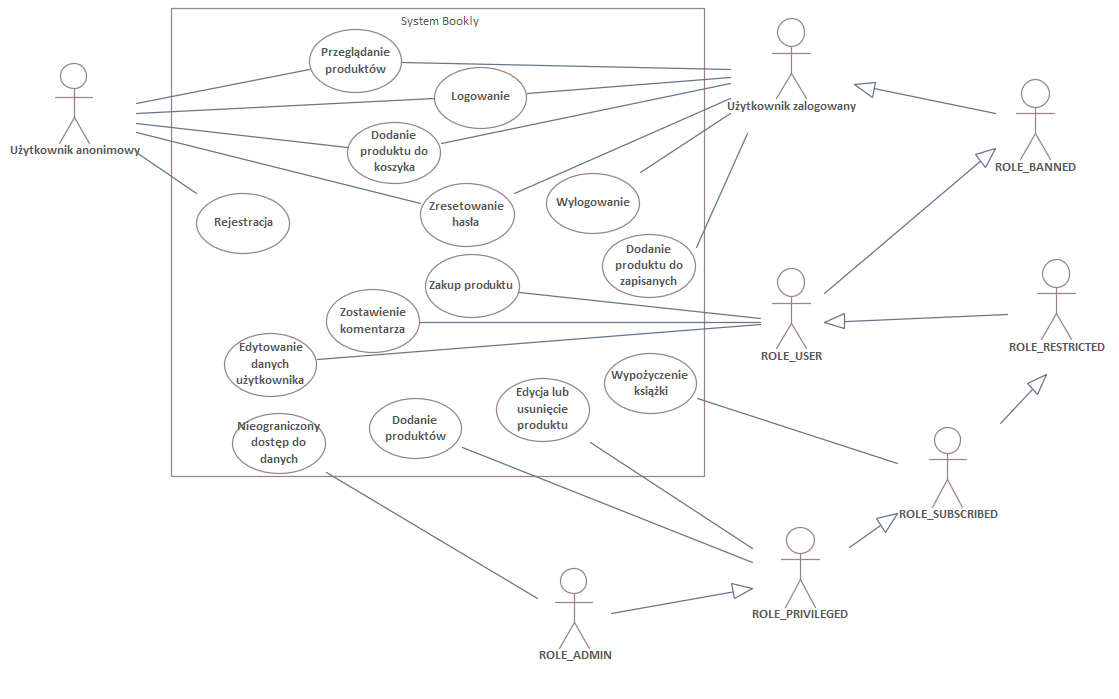 System Bookly
Przeglądanie
produktów
Logowanie
Użytkownik zalogowany
Dodanie
produktu do
koszyka
Użytkownik anonimowy
ROLE_BANNED
Zresetowanie
hasła
Wylogowanie
Rejestracja
Dodanie
produktu do
zapisanych
Zakup produktu
Zostawienie
komentarza
ROLE_USER
ROLE_RESTRICTED
Edytowanie
danych
użytkownika
Wypożyczenie
książki
Edycja lub
usunięcie
produktu
Dodanie
produktów
Nieograniczony
dostęp do
danych
ROLE_SUBSCRIBED
ROLE_PRIVILEGED
ROLE_ADMIN